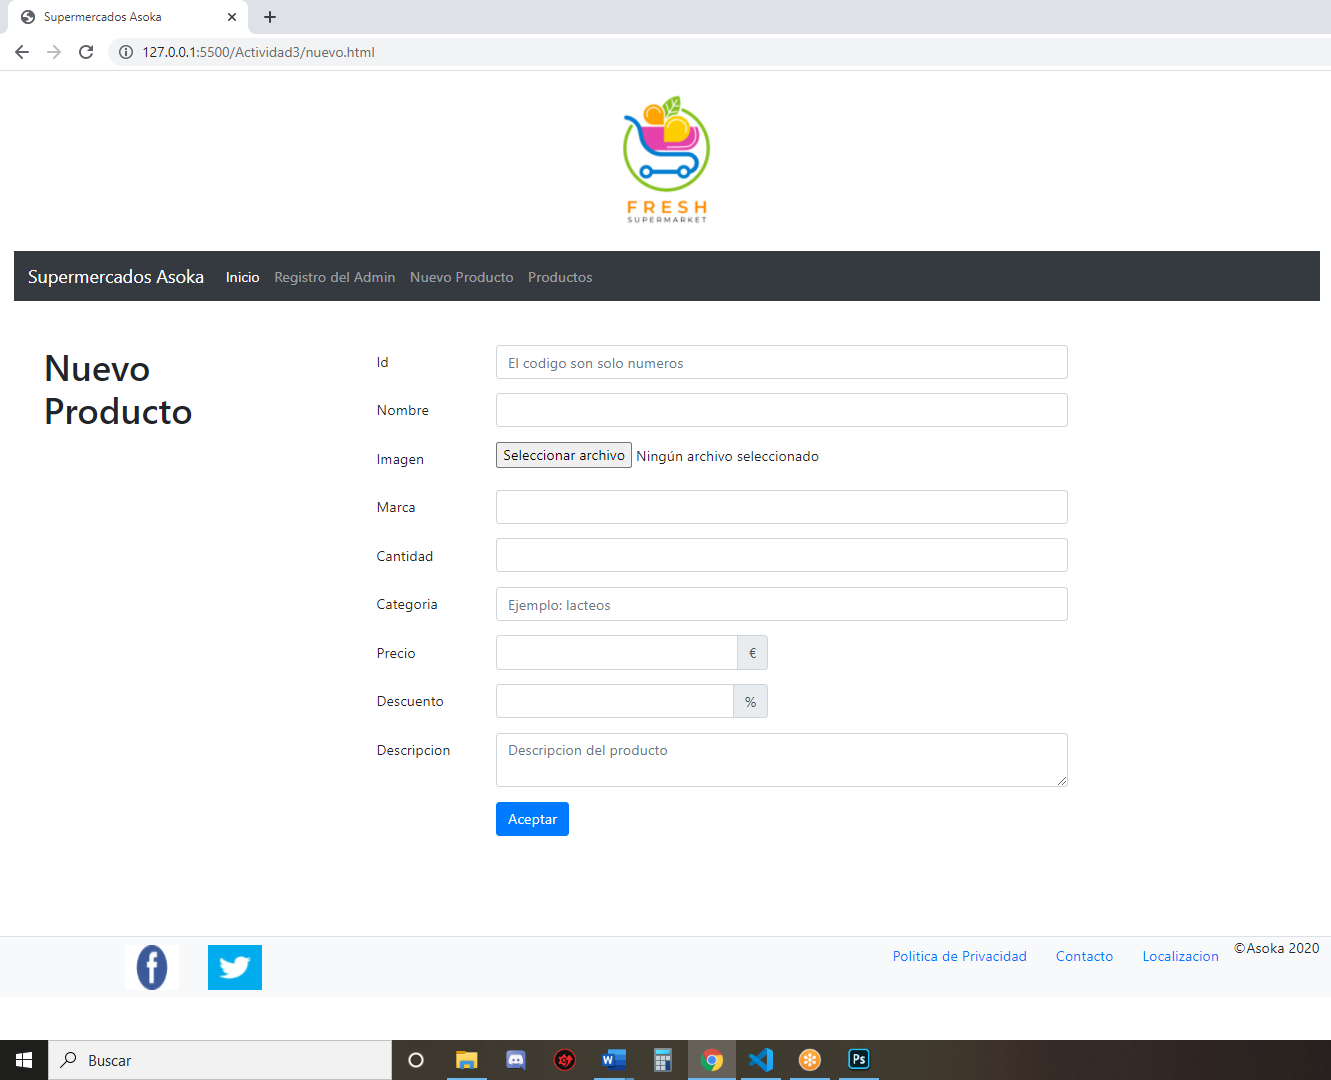 Supermercados Asoka
127.0.0.1:5500/Actividad3/nuevo.html
FRESH
SUPERMARKET
Supermercados Asoka Inicio Registro del Admin Nuevo Producto Productos
Nuevo
Producto
Id El codigo son solo numeros
Nombre
Imagen Seleccionar archivo Ningún archivo seleccionado
Marca
Cantidad
Categoria Ejemplo: lacteos
Precio €
Descuento %
Descripcion Descripcion del producto
Aceptar
f Politica de Privacidad Contacto Localizacion ©Asoka 2020
Buscar W Ps